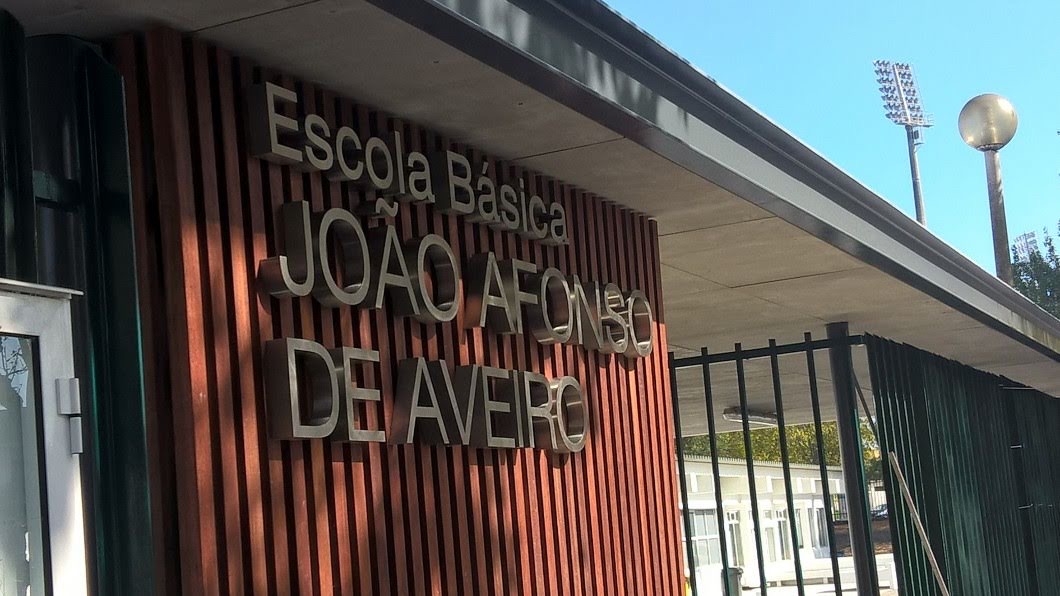 Escola Básica
JOÃO AFONSO
DE AVEIRO